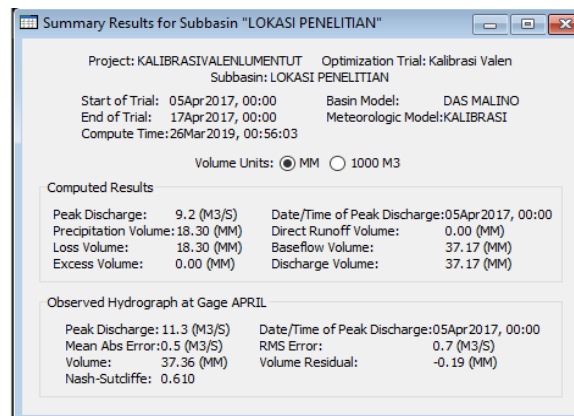 Summary Results for Subbasin "LOKASI PENELITIAN"
Project: KALIBRASIVALENLUMENTUT Optimization Trial: Kalibrasi Valen
Subbasin: LOKASI PENELITIAN
Start of Trial: 05Apr2017, 00:00 Basin Model: DAS MALINO
End of Trial: 17Apr2017, 00:00 Meteorologic Model:KALIBRASI
Compute Time:26Mar2019, 00:56:03
Volume Units: MM 1000 M3
Computed Results
Peak Discharge: 9.2 (M3/S) Date/Time of Peak Discharge:05Apr2017, 00:00
Precipitation Volume:18.30 (MM) Direct Runoff Volume: 0.00 (MM)
Loss Volume: 18.30 (MM) Baseflow Volume: 37.17 (MM)
Excess Volume: 0.00 (MM) Discharge Volume: 37.17 (MM)
Observed Hydrograph at Gage APRIL
Peak Discharge:11.3 (M3/S) Date/Time of Peak Discharge:05Apr2017, 00:00
Mean Abs Error:0.5 (M3/S) RMS Error: 0.7 (M3/S)
Volume: 37.36 (MM) Volume Residual: -0.19 (MM)
Nash-Sutcliffe: 0.610